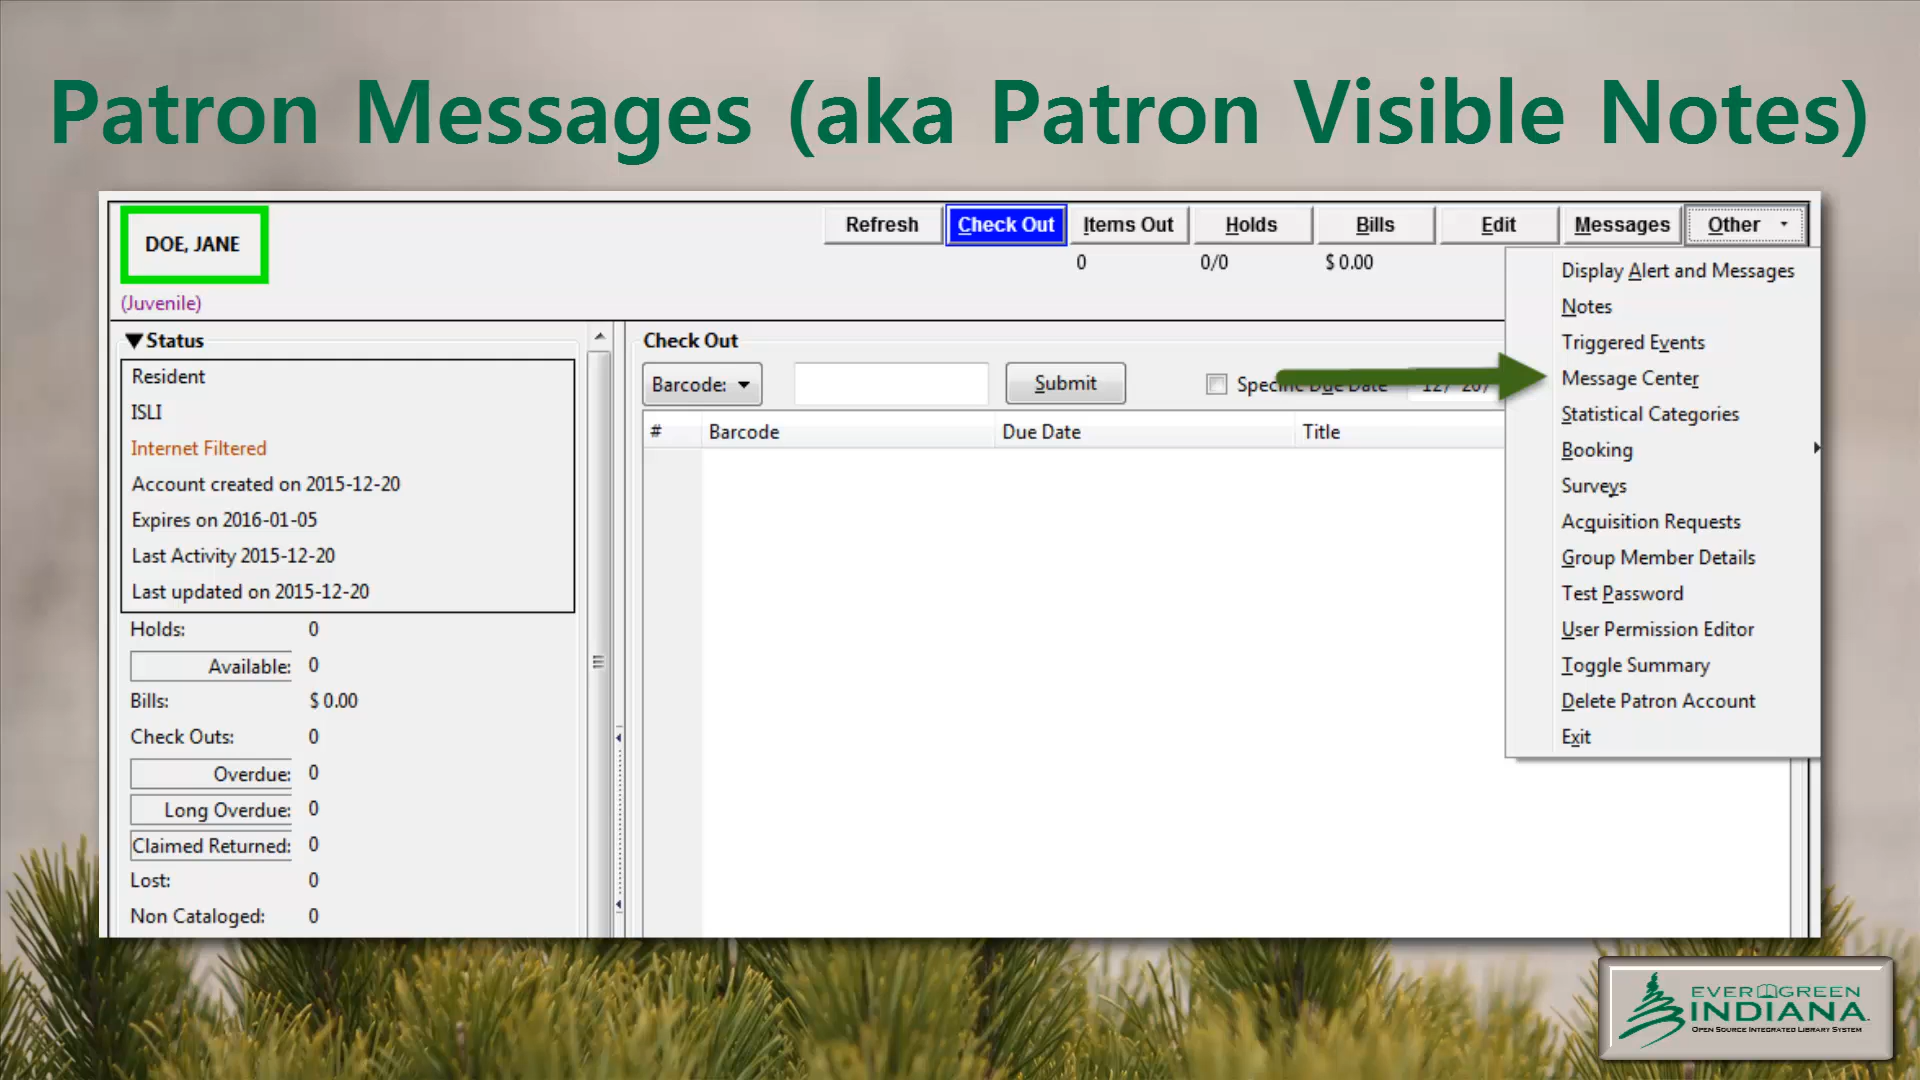 Patron Messages (aka Patron Visible Notes)
DOE, JANE
(Juvenile)
Refresh Check Out Items Out Holds Bills Edit Messages Other
0 0/0 $ 0.00
Status
Resident
ISLI
Internet Filtered
Account created on 2015-12-20
Expires on 2016-01-05
Last Activity 2015-12-20
Last updated on 2015-12-20
Holds: 0
Available: 0
Bills: $ 0.00
Check Outs: 0
Overdue: 0
Long Overdue: 0
Claimed Returned: 0
Lost: 0
Non Cataloged: 0
Check Out
Barcode: Submit Specific Due Date 12/ 20/
# Barcode Due Date Title
Display Alert and Messages
Notes
Triggered Events
Message Center
Statistical Categories
Booking
Surveys
Acquisition Requests
Group Member Details
Test Password
User Permission Editor
Toggle Summary
Delete Patron Account
Exit
EVERGREEN
INDIANA
OPEN SOURCE INTEGRATED LIBRARY SYSTEM